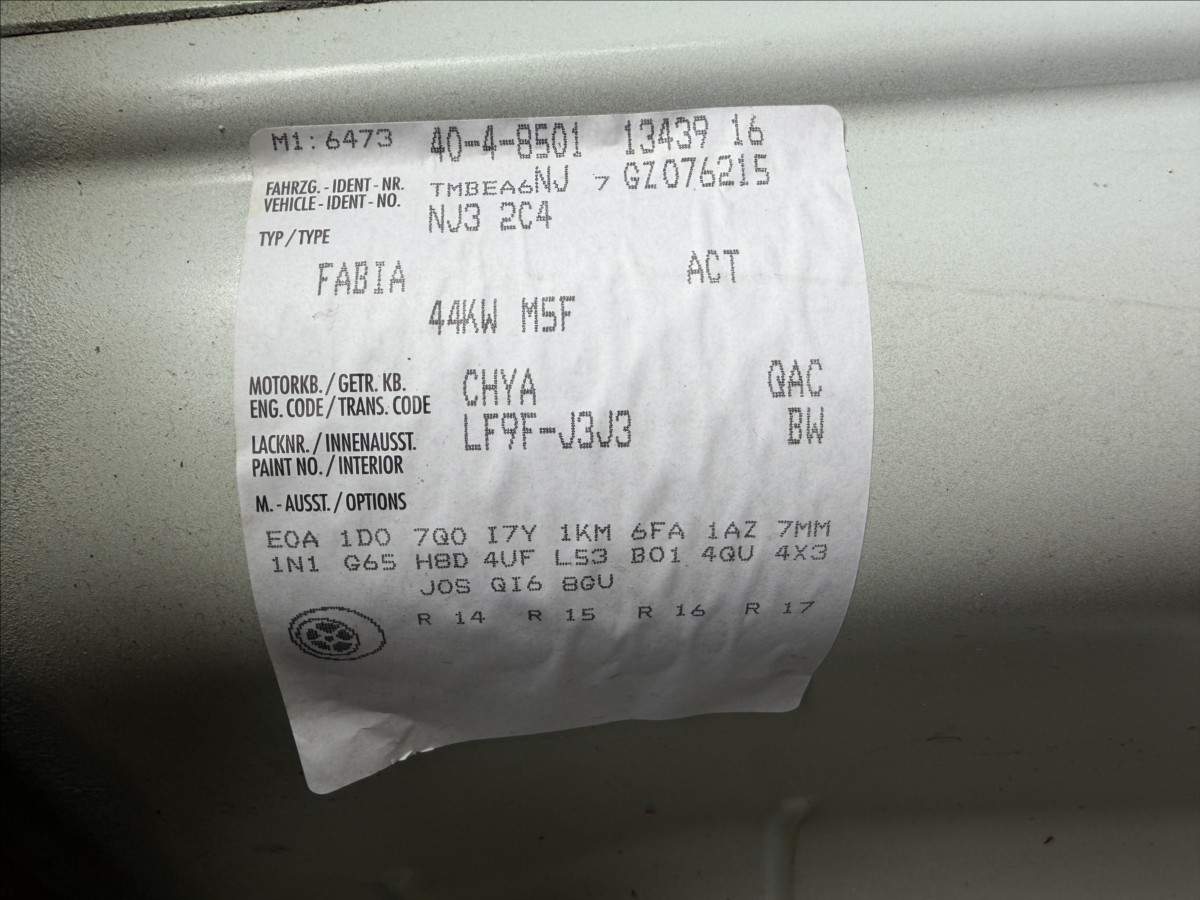 M1:6473 40-4-8501 13439 16
FAHRZG. - IDENT - NR. TMBEA6NJ 7 GZ076215
VEHICLE - IDENT - NO.
NJ3 2C4
TYP / TYPE
FABIA ACT
44KW M5F
MOTORKB. / GETR. KB. CHYA QAC
ENG. CODE / TRANS. CODE
LACKNR. / INNENAUSST. LF9F-J3J3 BW
PAINT NO. / INTERIOR
M. - AUSST. / OPTIONS
E0A 1D0 7Q0 I7Y 1KM 6FA 1AZ 7MM
1N1 G65 H8D 4UF L53 B01 4QU 4X3
J0S QI6 8GU
R 14 R 15 R 16 R 17